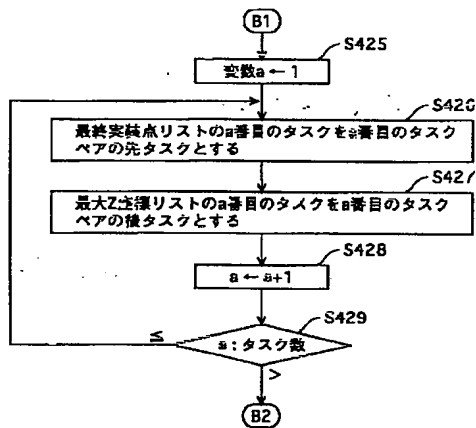 B1
S425
変数a ← 1
S426
最終実験点リストのa番目のタスクをa番目のタスク
ペアの先タスクとする
S427
最大Z座標リストのa番目のタスクをa番目のタスク
ペアの後タスクとする
S428
a ← a+1
S429
a : タスク数
≤
>
B2